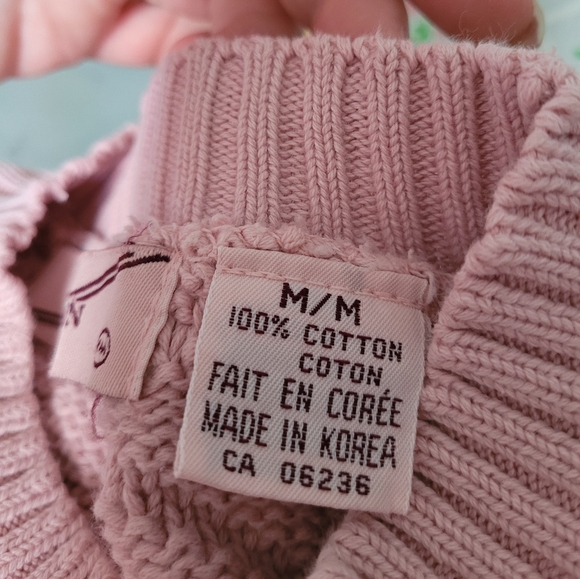 M/M
100% COTTON
COTON
FAIT EN CORÉE
MADE IN KOREA
CA 06236